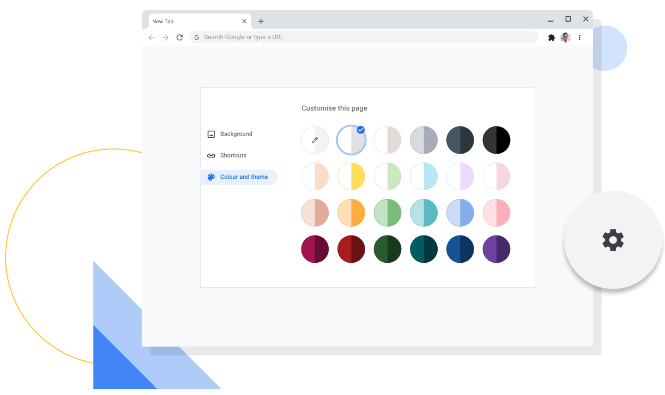 New Tab
Search Google or type a URL
Customise this page
Background
Shortcuts
Colour and theme